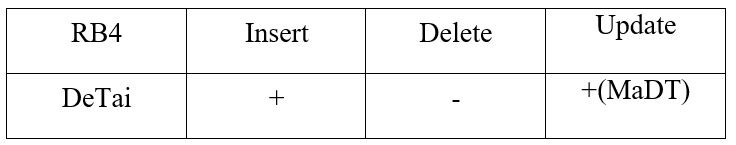 RB4 Insert Delete Update
DeTai + - +(MaDT)